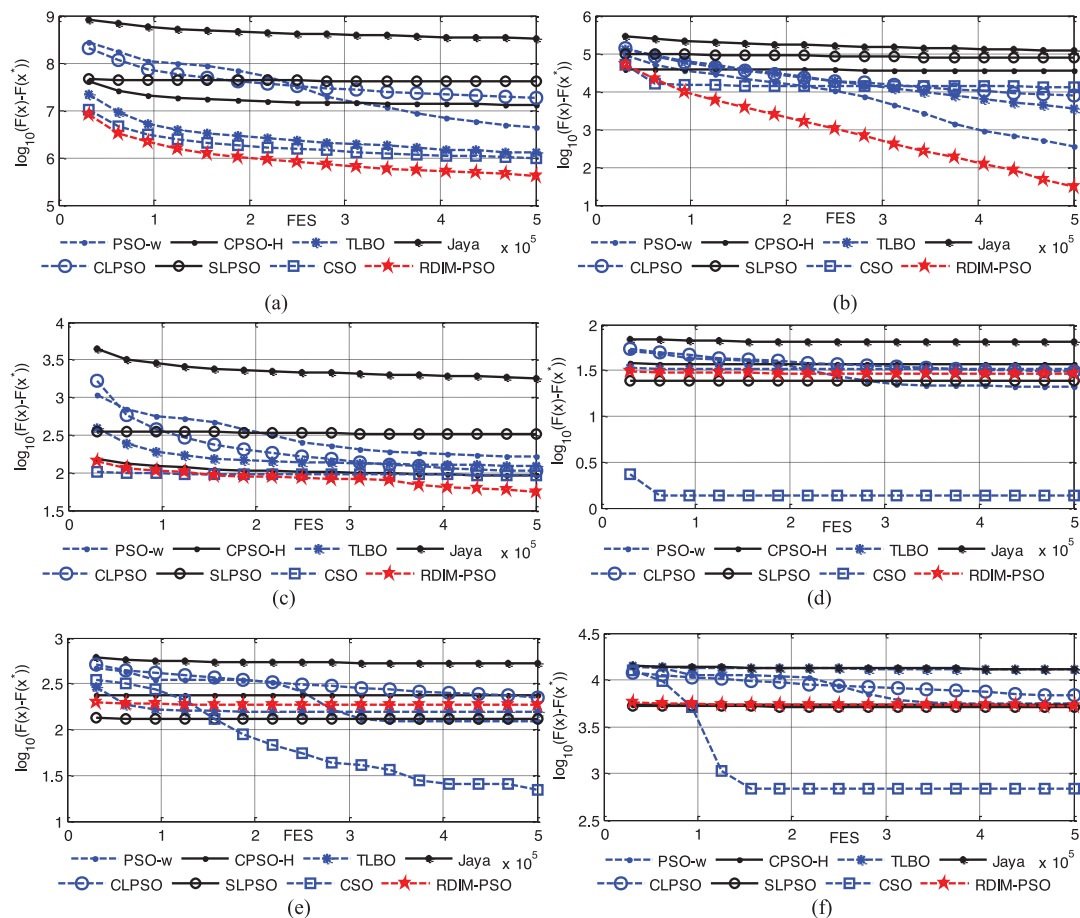 9
8
7
6
5
log10(F(x)-F(x*))
0 1 2 FES 3 4 5
x 10^5
PSO-w CPSO-H TLBO Jaya
CLPSO SLPSO CSO RDIM-PSO
(a)
6
5
4
3
2
1
log10(F(x)-F(x*))
0 1 2 FES 3 4 5
x 10^5
PSO-w CPSO-H TLBO Jaya
CLPSO SLPSO CSO RDIM-PSO
(b)
4
3.5
3
2.5
2
1.5
log10(F(x)-F(x*))
0 1 2 FES 3 4 5
x 10^5
PSO-w CPSO-H TLBO Jaya
CLPSO SLPSO CSO RDIM-PSO
(c)
2
1.5
1
0.5
0
log10(F(x)-F(x*))
0 1 2 FES 3 4 5
x 10^5
PSO-w CPSO-H TLBO Jaya
CLPSO SLPSO CSO RDIM-PSO
(d)
3
2.5
2
1.5
1
log10(F(x)-F(x*))
0 1 2 FES 3 4 5
x 10^5
PSO-w CPSO-H TLBO Jaya
CLPSO SLPSO CSO RDIM-PSO
(e)
4.5
4
3.5
3
2.5
log10(F(x)-F(x*))
0 1 2 FES 3 4 5
x 10^5
PSO-w CPSO-H TLBO Jaya
CLPSO SLPSO CSO RDIM-PSO
(f)